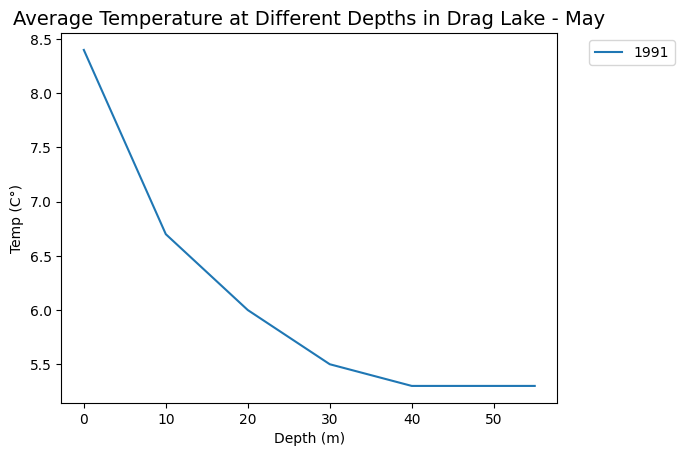 Average Temperature at Different Depths in Drag Lake - May
1991
8.5
8.0
7.5
7.0
6.5
6.0
5.5
Temp (C°)
0 10 20 30 40 50
Depth (m)